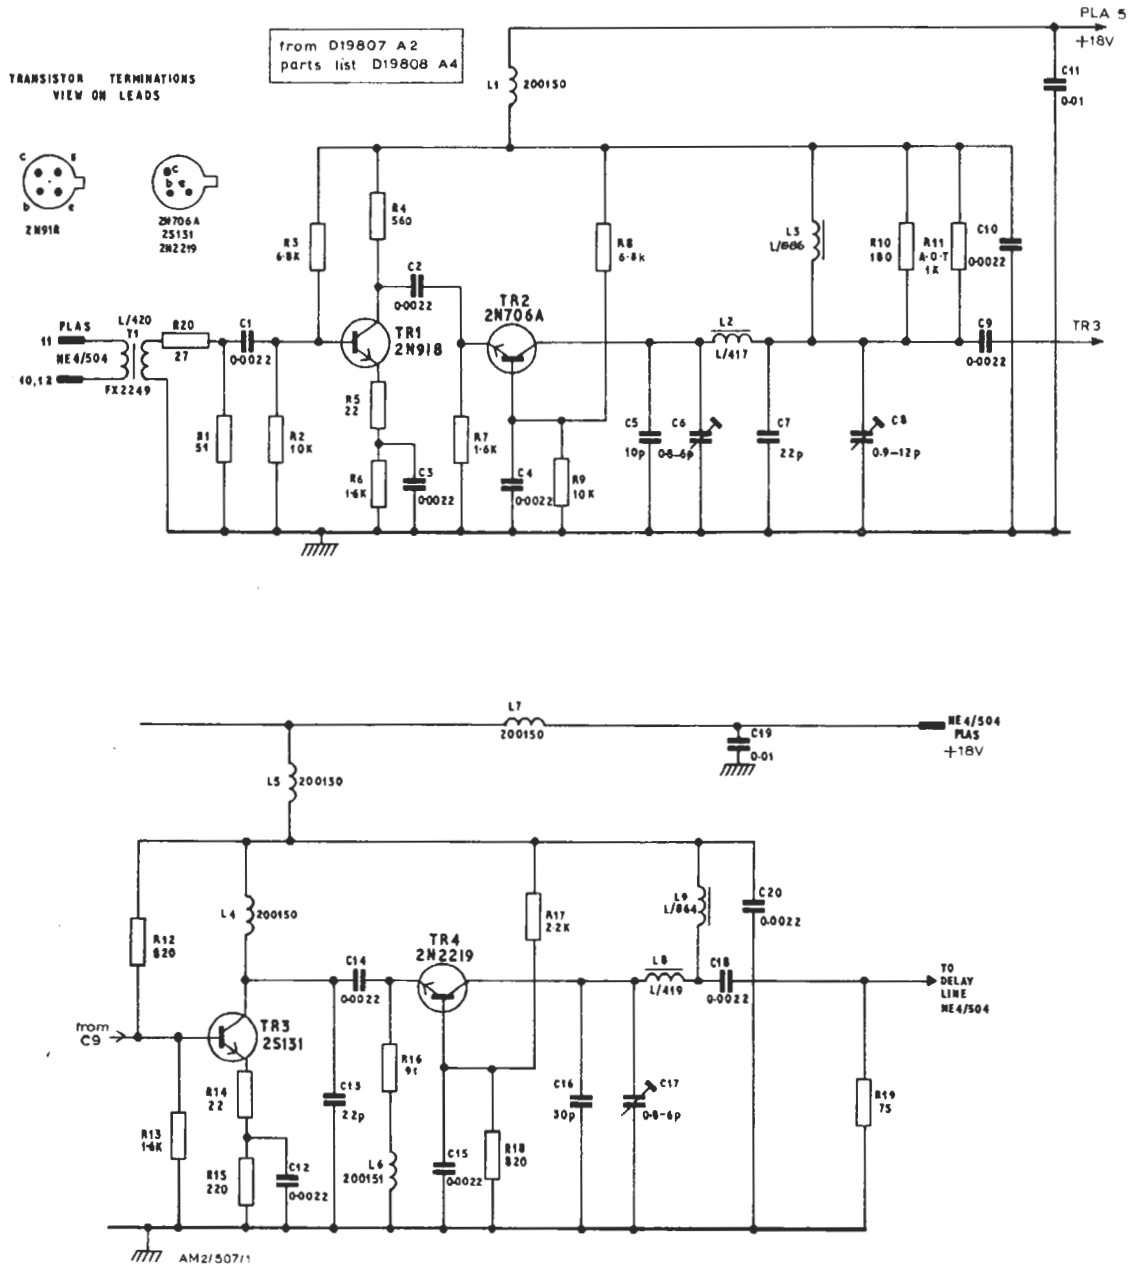 PLA 5
+18V
from D19807 A2
parts list D19808 A4
TRANSISTOR TERMINATIONS
VIEW ON LEADS
L1
200150
C11
0·01
c
s
b
e
2N918
c
b
e
2N706A
2S131
2N2219
R3
6·8K
R4
560
C2
0·0022
R8
6·8k
L3
L/886
R10
180
R11
A·O·T
1K
C10
0·0022
PLAS
11
NE4/504
10,12
L/420
T1
FX2249
R20
27
C1
0·0022
TR1
2N918
TR2
2N706A
L2
L/417
C9
0·0022
TR3
R1
51
R2
10K
R5
22
R6
1·6K
C3
0·0022
R7
1·6K
C4
0·0022
R9
10K
C5
10p
C6
0·8–6p
C7
22p
C8
0·9–12p
L7
200150
C19
0·01
NE4/504
PLAS
+18V
L5
200150
R12
820
L4
200150
C14
0·0022
TR4
2N2219
R17
2·2K
L9
L/864
C20
0·0022
L8
L/419
C18
0·0022
TO
DELAY
LINE
NE4/504
from
C9
TR3
2S131
R13
1·6K
R14
22
R15
220
C12
0·0022
C13
22p
R16
91
L6
200151
C15
0·0022
R18
820
C16
30p
C17
0·8–6p
R19
75
AM2/507/1